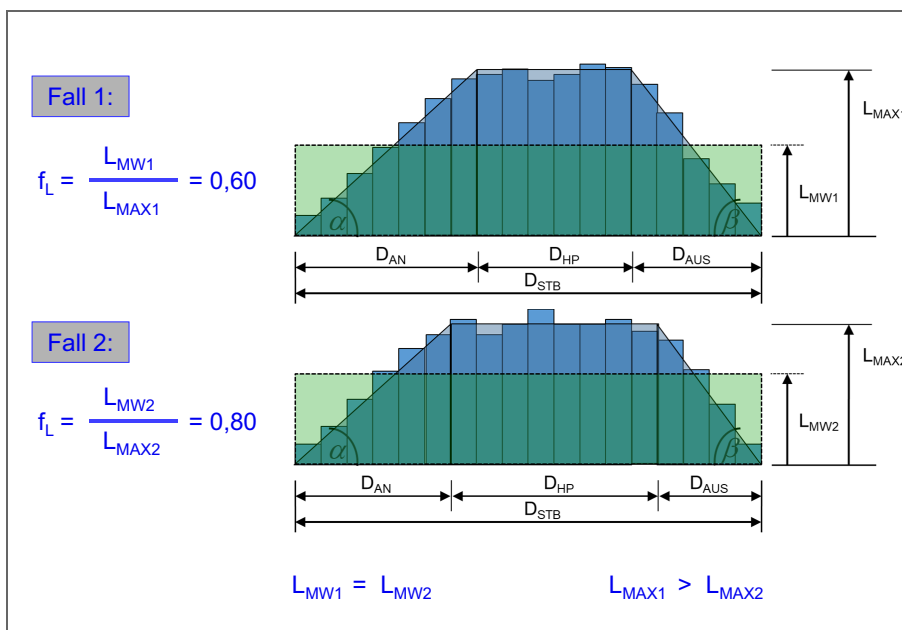 Fall 1:
f_L = L_MW1 / L_MAX1 = 0,60
α
β
L_MAX1
L_MW1
D_AN
D_HP
D_AUS
D_STB
Fall 2:
f_L = L_MW2 / L_MAX2 = 0,80
α
β
L_MAX2
L_MW2
D_AN
D_HP
D_AUS
D_STB
L_MW1 = L_MW2
L_MAX1 > L_MAX2